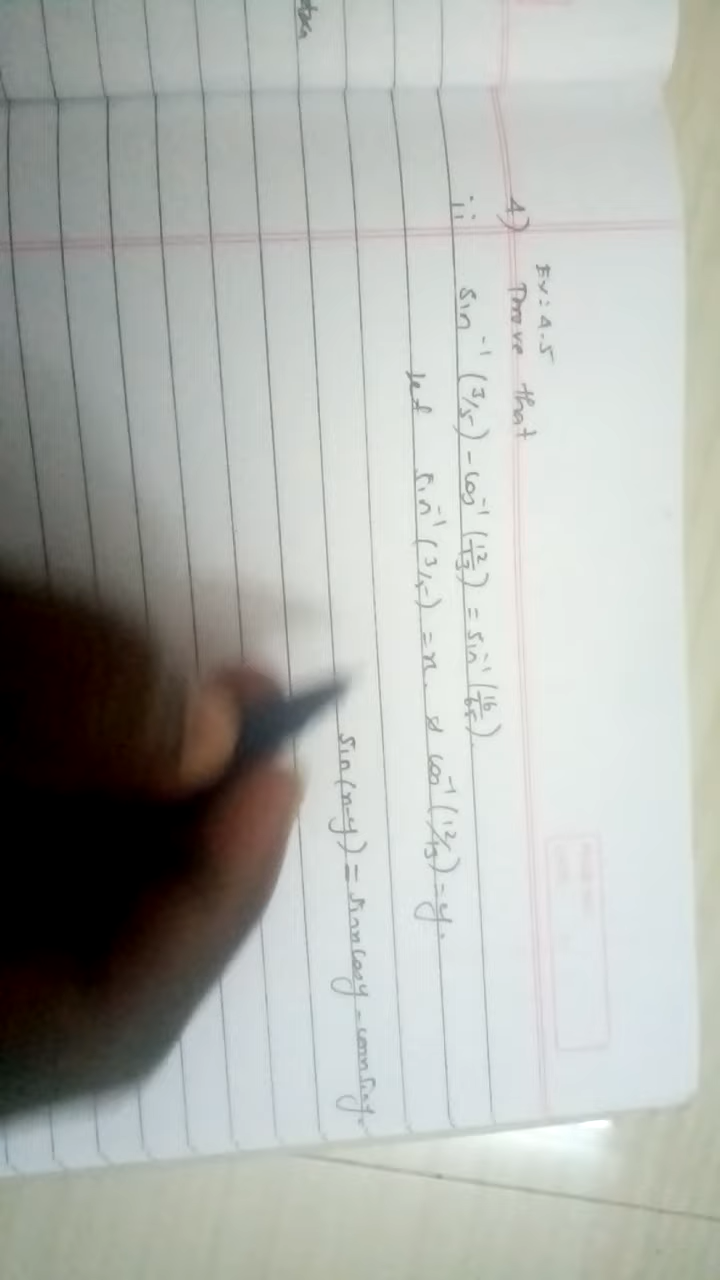 Ex: 4.5
4) Prove that
ii sin⁻¹ (3/5) - cos⁻¹ (12/13) = sin⁻¹ (16/65).
let sin⁻¹ (3/5) = x. & cos⁻¹ (12/13) = y.
sin(x-y) = sinx cosy - cosx siny.